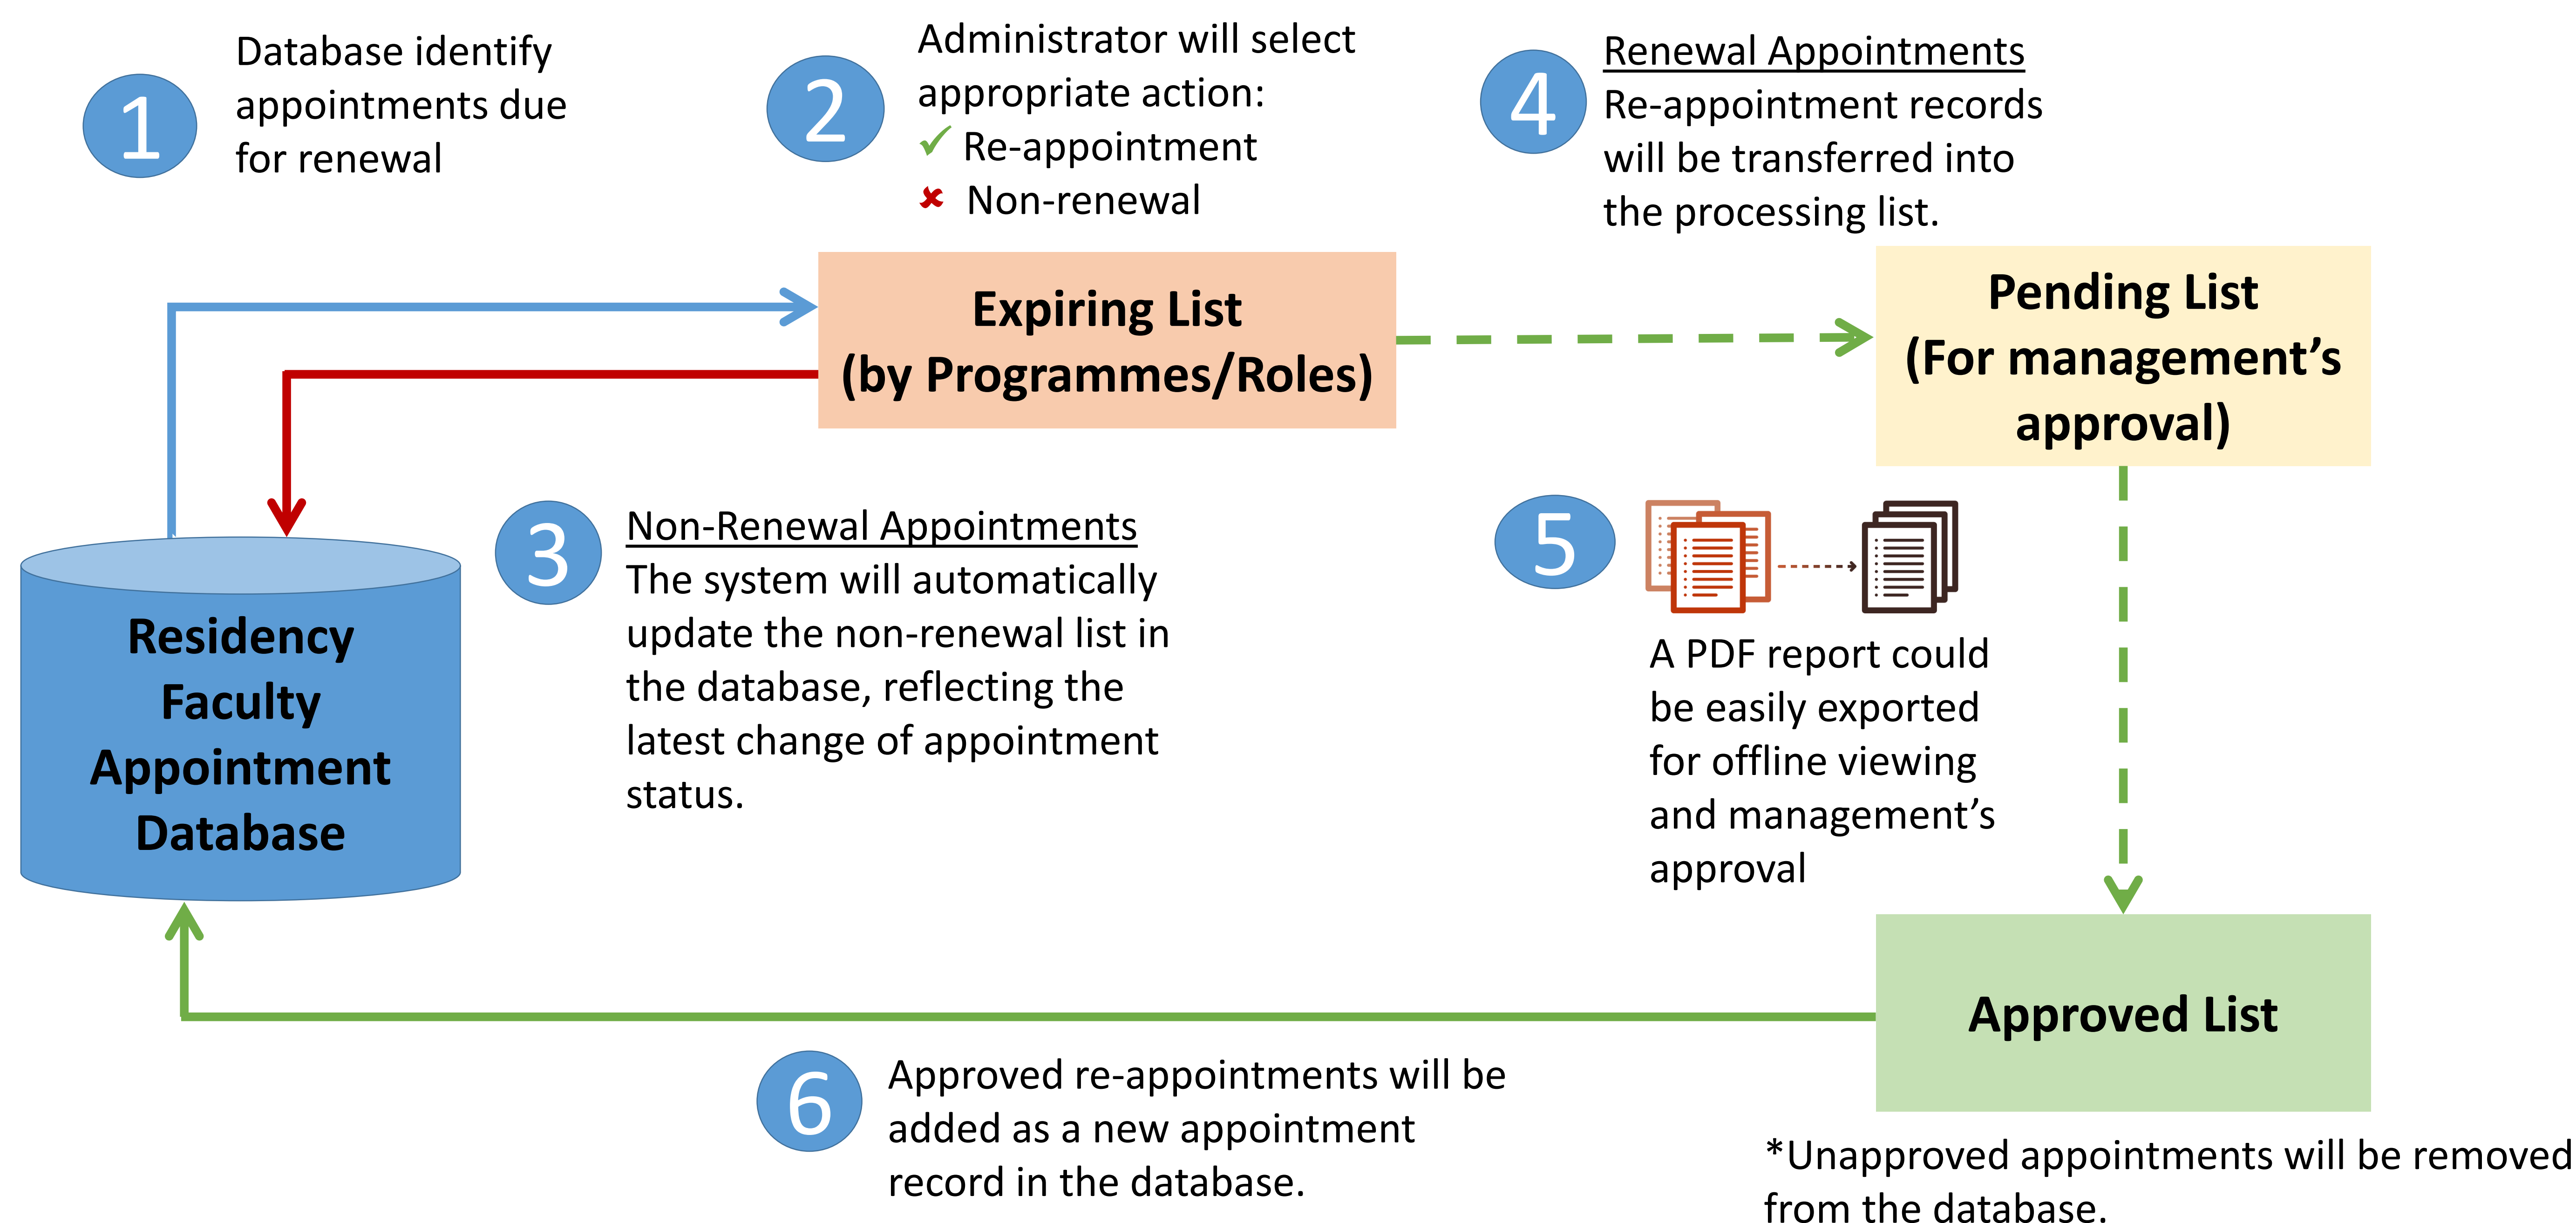 1
Database identify
appointments due
for renewal
2
Administrator will select
appropriate action:
✓ Re-appointment
✘ Non-renewal
4
Renewal Appointments
Re-appointment records
will be transferred into
the processing list.
Expiring List
(by Programmes/Roles)
Pending List
(For management’s
approval)
3
Non-Renewal Appointments
The system will automatically
update the non-renewal list in
the database, reflecting the
latest change of appointment
status.
5
A PDF report could
be easily exported
for offline viewing
and management’s
approval
Residency
Faculty
Appointment
Database
Approved List
6
Approved re-appointments will be
added as a new appointment
record in the database.
*Unapproved appointments will be removed
from the database.